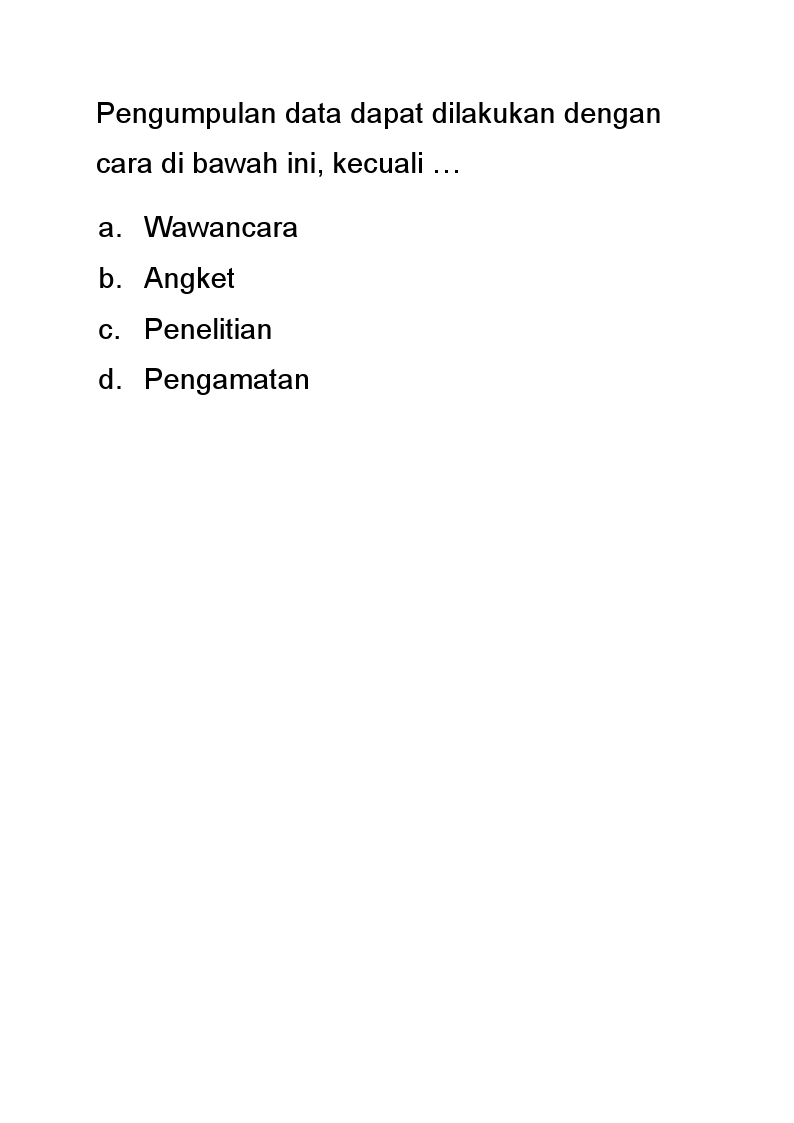 Pengumpulan data dapat dilakukan dengan
cara di bawah ini, kecuali …
a. Wawancara
b. Angket
c. Penelitian
d. Pengamatan